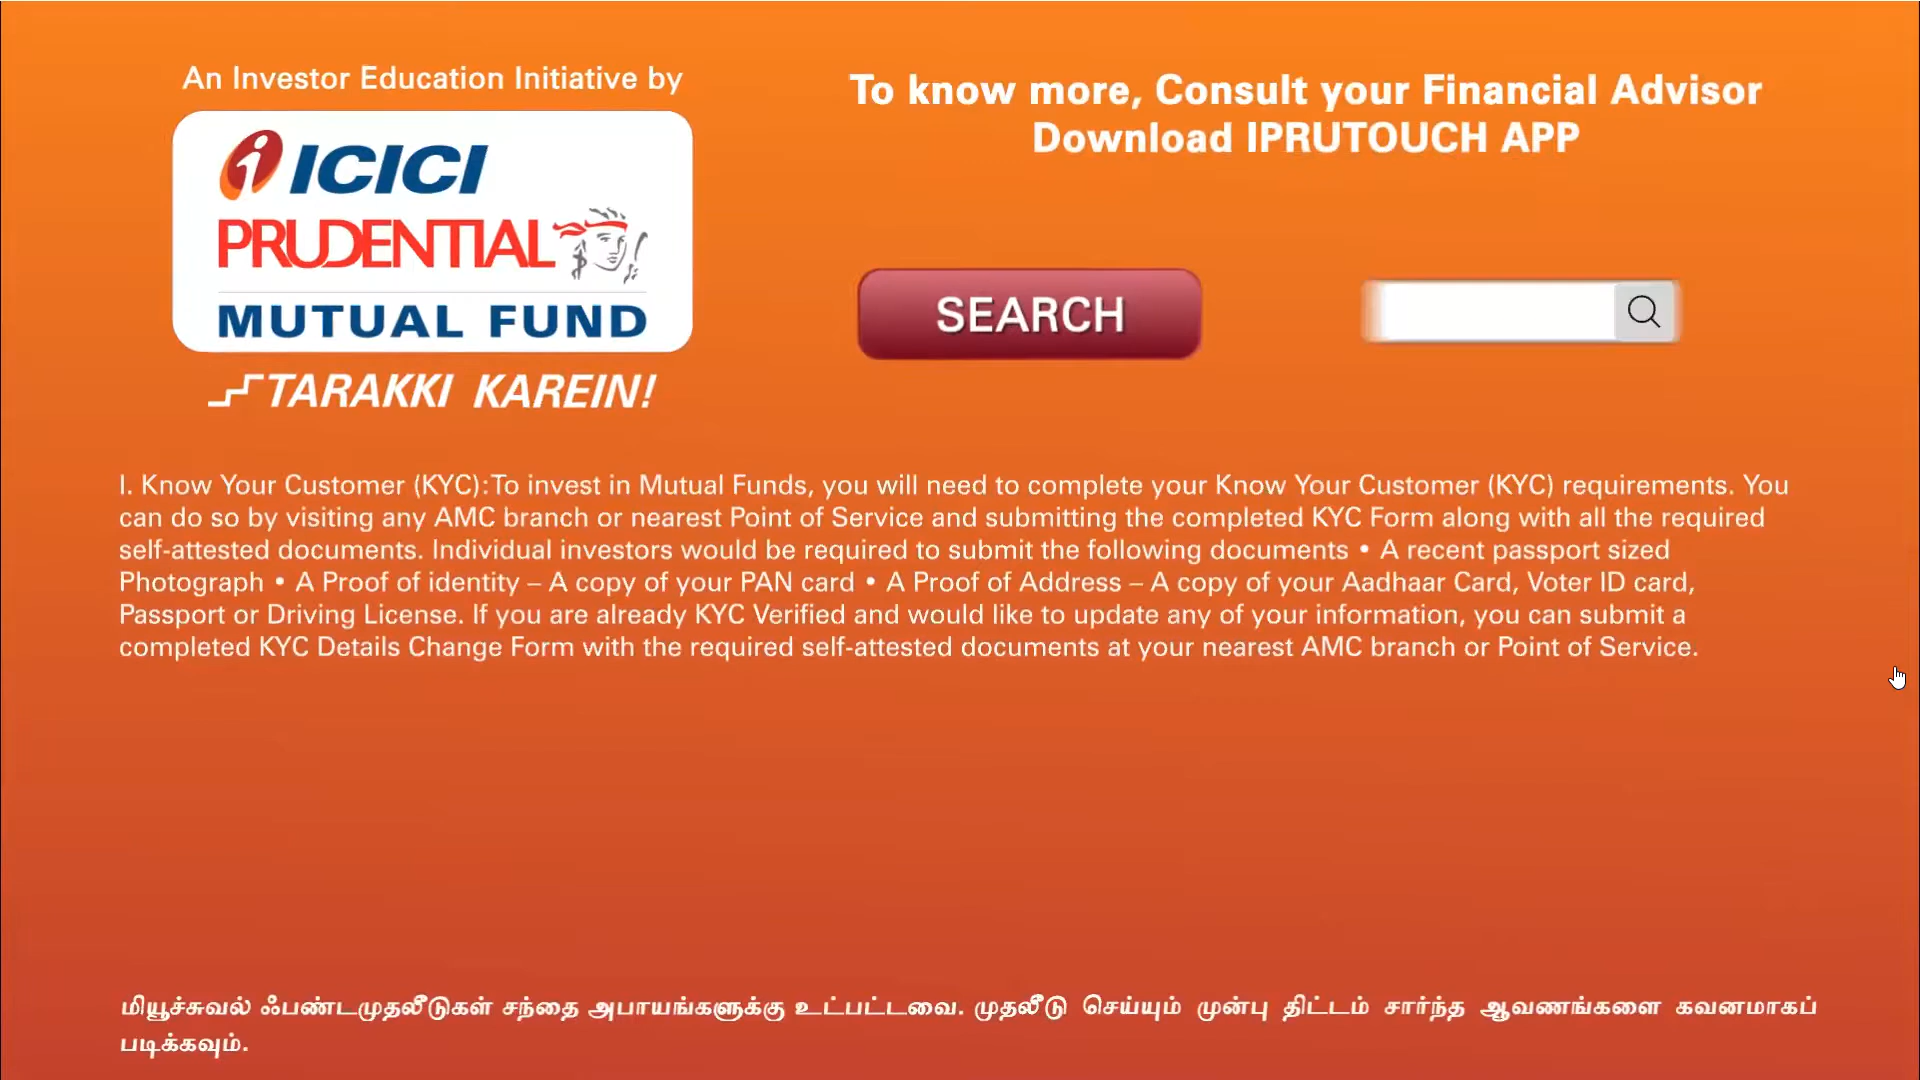 An Investor Education Initiative by
ICICI
PRUDENTIAL
MUTUAL FUND
TARAKKI KAREIN!
To know more, Consult your Financial Advisor
Download IPRUTOUCH APP
SEARCH
I. Know Your Customer (KYC):To invest in Mutual Funds, you will need to complete your Know Your Customer (KYC) requirements. You
can do so by visiting any AMC branch or nearest Point of Service and submitting the completed KYC Form along with all the required
self-attested documents. Individual investors would be required to submit the following documents • A recent passport sized
Photograph • A Proof of identity – A copy of your PAN card • A Proof of Address – A copy of your Aadhaar Card, Voter ID card,
Passport or Driving License. If you are already KYC Verified and would like to update any of your information, you can submit a
completed KYC Details Change Form with the required self-attested documents at your nearest AMC branch or Point of Service.
மியூச்சுவல் ஃபண்டமுதலீடுகள் சந்தை அபாயங்களுக்கு உட்பட்டவை. முதலீடு செய்யும் முன்பு திட்டம் சார்ந்த ஆவணங்களை கவனமாகப்
படிக்கவும்.